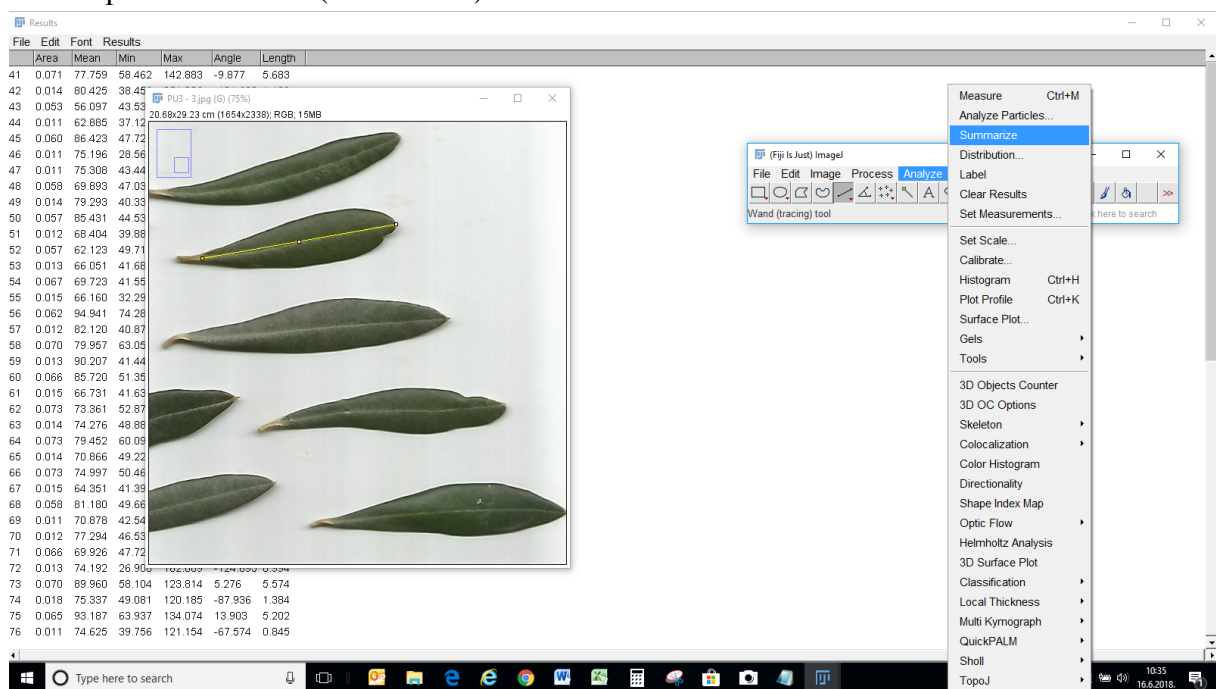 Results
File Edit Font Results
Area Mean Min Max Angle Length
41 0.071 77.759 58.462 142.883 -9.877 5.683
42 0.014 80.425
43 0.053 56.097 43.53
44 0.011 62.885 37.12
45 0.060 86.423 47.72
46 0.011 75.196 28.56
47 0.011 75.308 43.44
48 0.058 69.893 47.03
49 0.014 79.293 40.33
50 0.057 85.431 44.53
51 0.012 68.404 39.88
52 0.057 62.123 49.71
53 0.013 66.051 41.68
54 0.067 69.723 41.55
55 0.015 66.160 32.29
56 0.062 94.941 74.28
57 0.012 82.120 40.87
58 0.070 79.957 63.05
59 0.013 90.207 41.44
60 0.066 85.720 51.35
61 0.015 66.731 41.63
62 0.073 73.361 52.87
63 0.014 74.276 48.88
64 0.073 79.452 60.09
65 0.014 70.866 49.22
66 0.073 74.997 50.46
67 0.015 64.351 41.39
68 0.058 81.180 49.66
69 0.011 70.878 42.54
70 0.012 77.294 46.53
71 0.066 69.926 47.72
72 0.013 74.192
73 0.070 89.960 58.104 123.814 5.276 5.574
74 0.018 75.337 49.081 120.185 -87.936 1.384
75 0.065 93.187 63.937 134.074 13.903 5.202
76 0.011 74.625 39.756 121.154 -67.574 0.845
PU3 - 3.jpg (G) (75%)
20.68x29.23 cm (1654x2338); RGB; 15MB
(Fiji Is Just) ImageJ
File Edit Image Process Analyze
A
>>
Wand (tracing) tool
here to search
Measure Ctrl+M
Analyze Particles...
Summarize
Distribution...
Label
Clear Results
Set Measurements...
Set Scale...
Calibrate...
Histogram Ctrl+H
Plot Profile Ctrl+K
Surface Plot...
Gels
Tools
3D Objects Counter
3D OC Options
Skeleton
Colocalization
Color Histogram
Directionality
Shape Index Map
Optic Flow
Helmholtz Analysis
3D Surface Plot
Classification
Local Thickness
Multi Kymograph
QuickPALM
Sholl
TopoJ
Type here to search
10:35
16.6.2018.